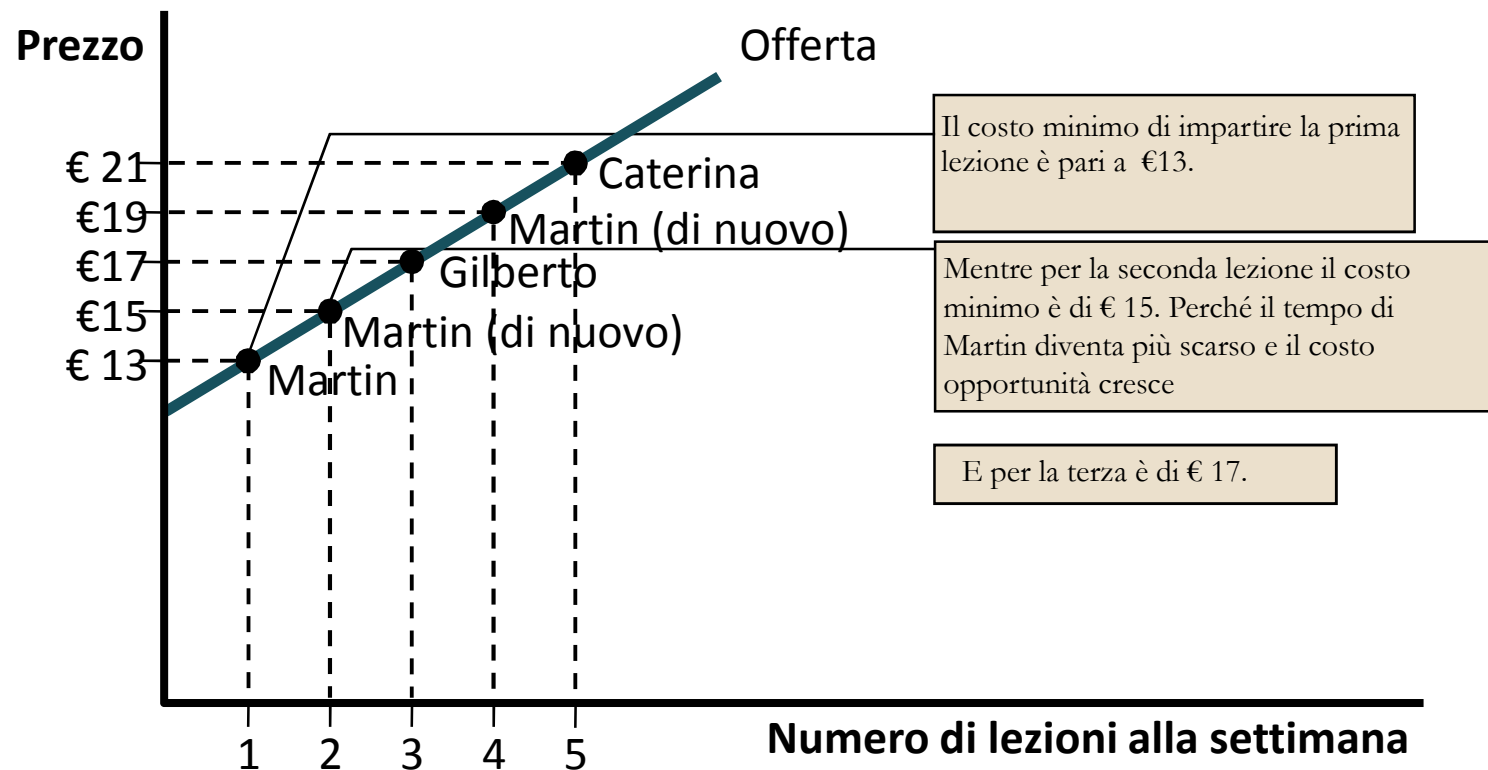 Prezzo
Offerta
€ 21
€19
€17
€15
€ 13
Caterina
Martin (di nuovo)
Gilberto
Martin (di nuovo)
Martin
Il costo minimo di impartire la prima
lezione è pari a €13.
Mentre per la seconda lezione il costo
minimo è di € 15. Perché il tempo di
Martin diventa più scarso e il costo
opportunità cresce
E per la terza è di € 17.
1 2 3 4 5
Numero di lezioni alla settimana